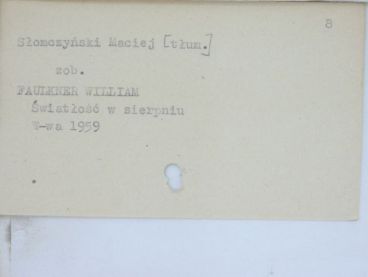 8
Słomczyński Maciej [tłum.]
zob.
FAULKNER WILLIAM
Światłość w sierpniu
W-wa 1959